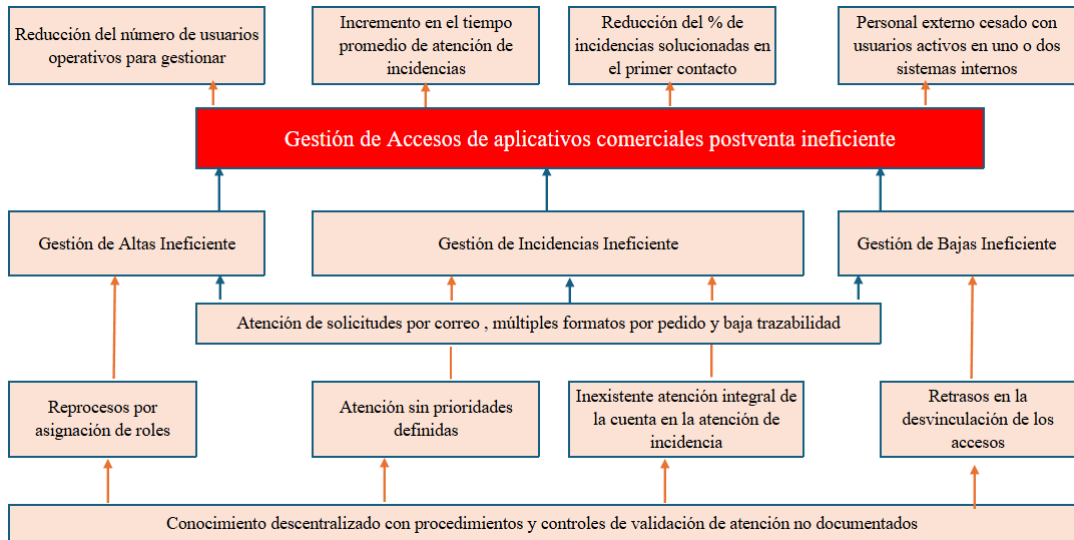 Reducción del número de usuarios
operativos para gestionar
Incremento en el tiempo
promedio de atención de
incidencias
Reducción del % de
incidencias solucionadas en
el primer contacto
Personal externo cesado con
usuarios activos en uno o dos
sistemas internos
Gestión de Accesos de aplicativos comerciales postventa ineficiente
Gestión de Altas Ineficiente
Gestión de Incidencias Ineficiente
Gestión de Bajas Ineficiente
Atención de solicitudes por correo , múltiples formatos por pedido y baja trazabilidad
Reprocesos por
asignación de roles
Atención sin prioridades
definidas
Inexistente atención integral de
la cuenta en la atención de
incidencia
Retrasos en la
desvinculación de los
accesos
Conocimiento descentralizado con procedimientos y controles de validación de atención no documentados